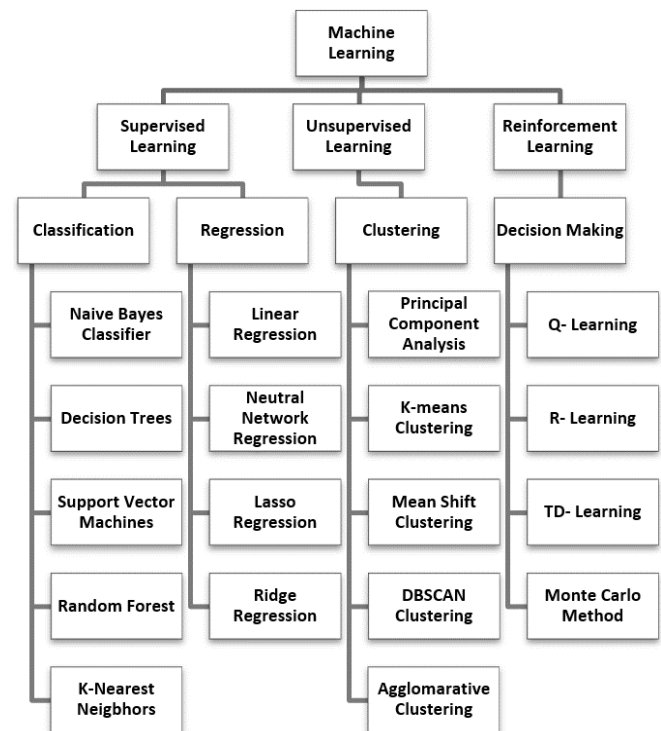 Machine
Learning
Supervised
Learning
Unsupervised
Learning
Reinforcement
Learning
Classification
Regression
Clustering
Decision Making
Naive Bayes
Classifier
Linear
Regression
Principal
Component
Analysis
Q- Learning
Decision Trees
Neutral
Network
Regression
K-means
Clustering
R- Learning
Support Vector
Machines
Lasso
Regression
Mean Shift
Clustering
TD- Learning
Random Forest
Ridge
Regression
DBSCAN
Clustering
Monte Carlo
Method
K-Nearest
Neigbhors
Agglomarative
Clustering